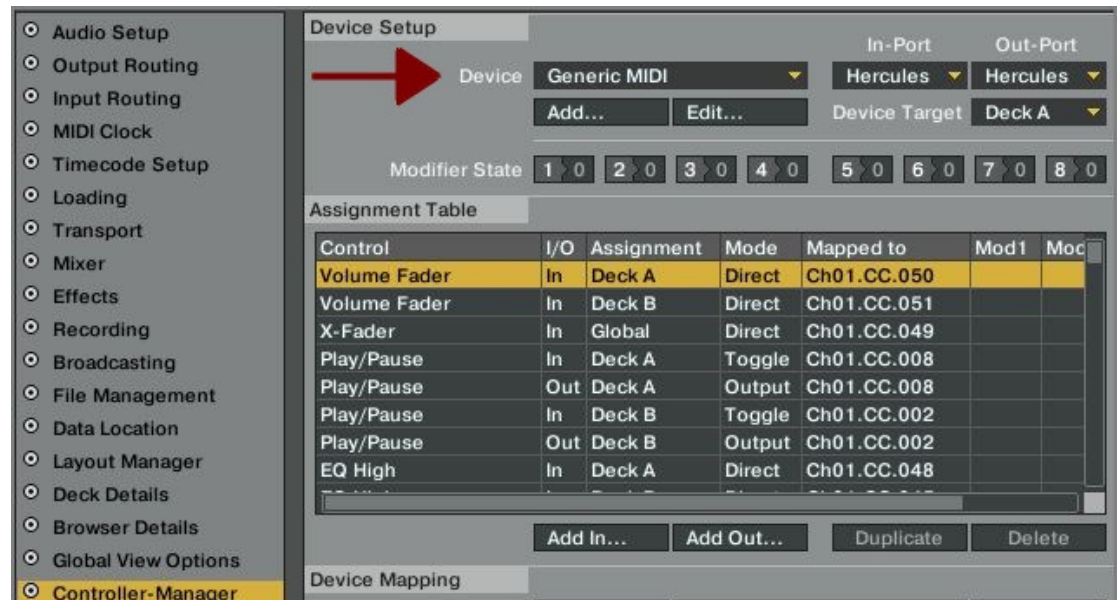 Audio Setup
Output Routing
Input Routing
MIDI Clock
Timecode Setup
Loading
Transport
Mixer
Effects
Recording
Broadcasting
File Management
Data Location
Layout Manager
Deck Details
Browser Details
Global View Options
Controller-Manager
Device Setup
In-Port Out-Port
Device Generic MIDI Hercules Hercules
Add... Edit... Device Target Deck A
Modifier State 1 0 2 0 3 0 4 0 5 0 6 0 7 0 8 0
Assignment Table
Control I/O Assignment Mode Mapped to Mod1
Volume Fader In Deck A Direct Ch01.CC.050
Volume Fader In Deck B Direct Ch01.CC.051
X-Fader In Global Direct Ch01.CC.049
Play/Pause In Deck A Toggle Ch01.CC.008
Play/Pause Out Deck A Output Ch01.CC.008
Play/Pause In Deck B Toggle Ch01.CC.002
Play/Pause Out Deck B Output Ch01.CC.002
EQ High In Deck A Direct Ch01.CC.048
Add In... Add Out... Duplicate Delete
Device Mapping